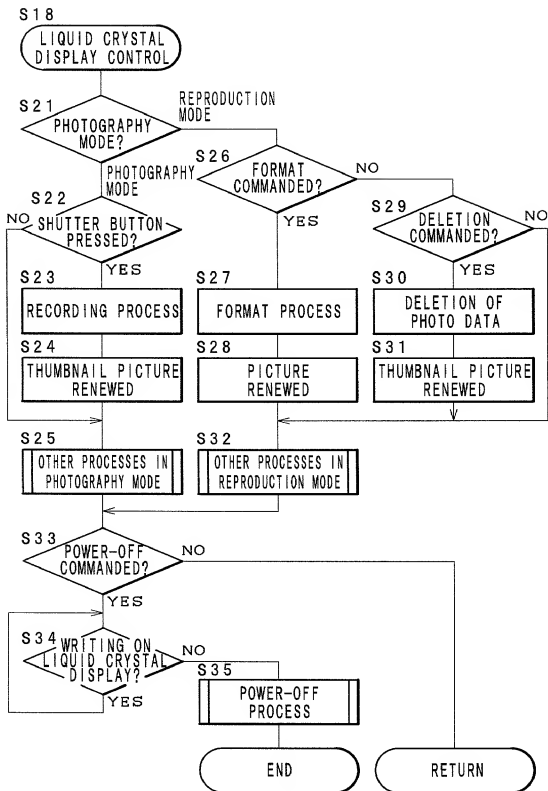 S18
LIQUID CRYSTAL
DISPLAY CONTROL
S21
PHOTOGRAPHY
MODE?
REPRODUCTION
MODE
PHOTOGRAPHY
MODE
S22
SHUTTER BUTTON
PRESSED?
NO
YES
S23
RECORDING PROCESS
S24
THUMBNAIL PICTURE
RENEWED
S26
FORMAT
COMMANDED?
NO
YES
S27
FORMAT PROCESS
S28
PICTURE
RENEWED
S29
DELETION
COMMANDED?
NO
YES
S30
DELETION OF
PHOTO DATA
S31
THUMBNAIL PICTURE
RENEWED
S25
OTHER PROCESSES IN
PHOTOGRAPHY MODE
S32
OTHER PROCESSES IN
REPRODUCTION MODE
S33
POWER-OFF
COMMANDED?
NO
YES
S34
WRITING ON
LIQUID CRYSTAL
DISPLAY?
NO
YES
S35
POWER-OFF
PROCESS
END
RETURN